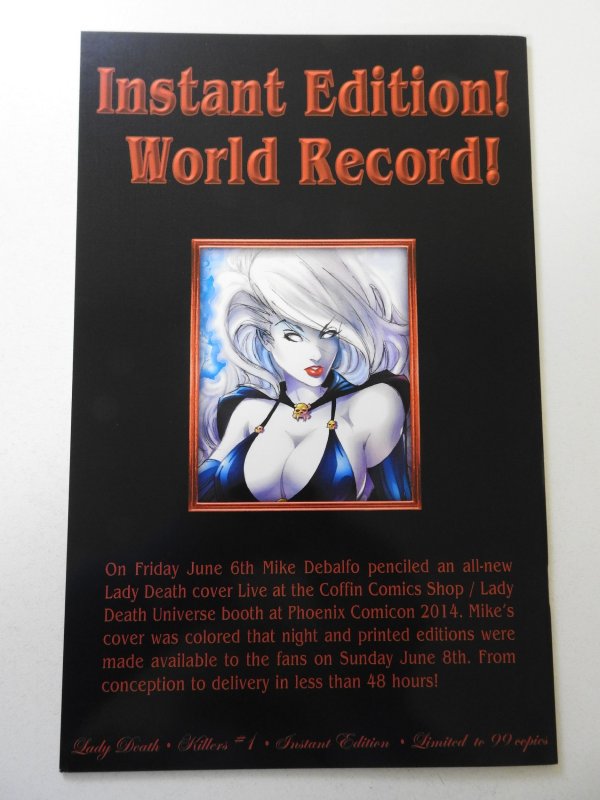 Instant Edition!
World Record!
On Friday June 6th Mike Debalfo penciled an all-new
Lady Death cover Live at the Coffin Comics Shop / Lady
Death Universe booth at Phoenix Comicon 2014. Mike's
cover was colored that night and printed editions were
made available to the fans on Sunday June 8th. From
conception to delivery in less than 48 hours!
Lady Death • Killers #1 • Instant Edition • Limited to 99 copies